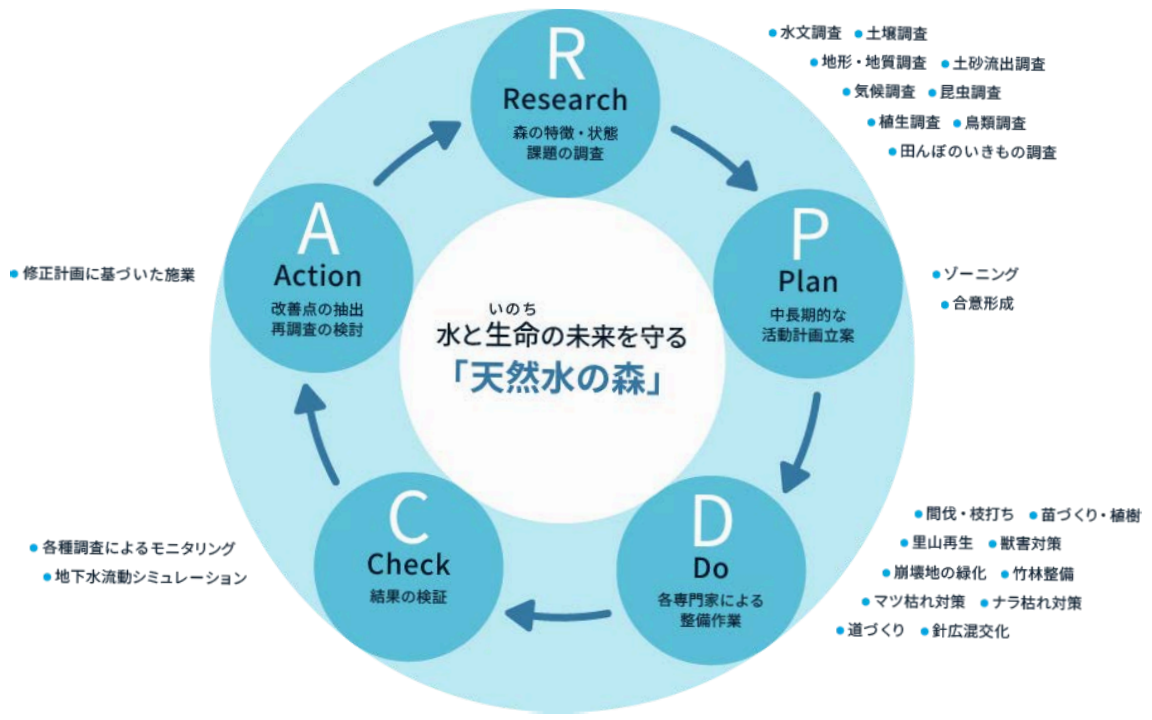 R
Research
森の特徴・状態
課題の調査
●水文調査 ●土壌調査
●地形・地質調査 ●土砂流出調査
●気候調査 ●昆虫調査
●植生調査 ●鳥類調査
●田んぼのいきもの調査
P
Plan
中長期的な
活動計画立案
●ゾーニング
●合意形成
D
Do
各専門家による
整備作業
●間伐・枝打ち ●苗づくり・植樹
●里山再生 ●獣害対策
●崩壊地の緑化 ●竹林整備
●マツ枯れ対策 ●ナラ枯れ対策
●道づくり ●針広混交化
C
Check
結果の検証
●各種調査によるモニタリング
●地下水流動シミュレーション
A
Action
改善点の抽出
再調査の検討
●修正計画に基づいた施業
いのち
水と生命の未来を守る
「天然水の森」